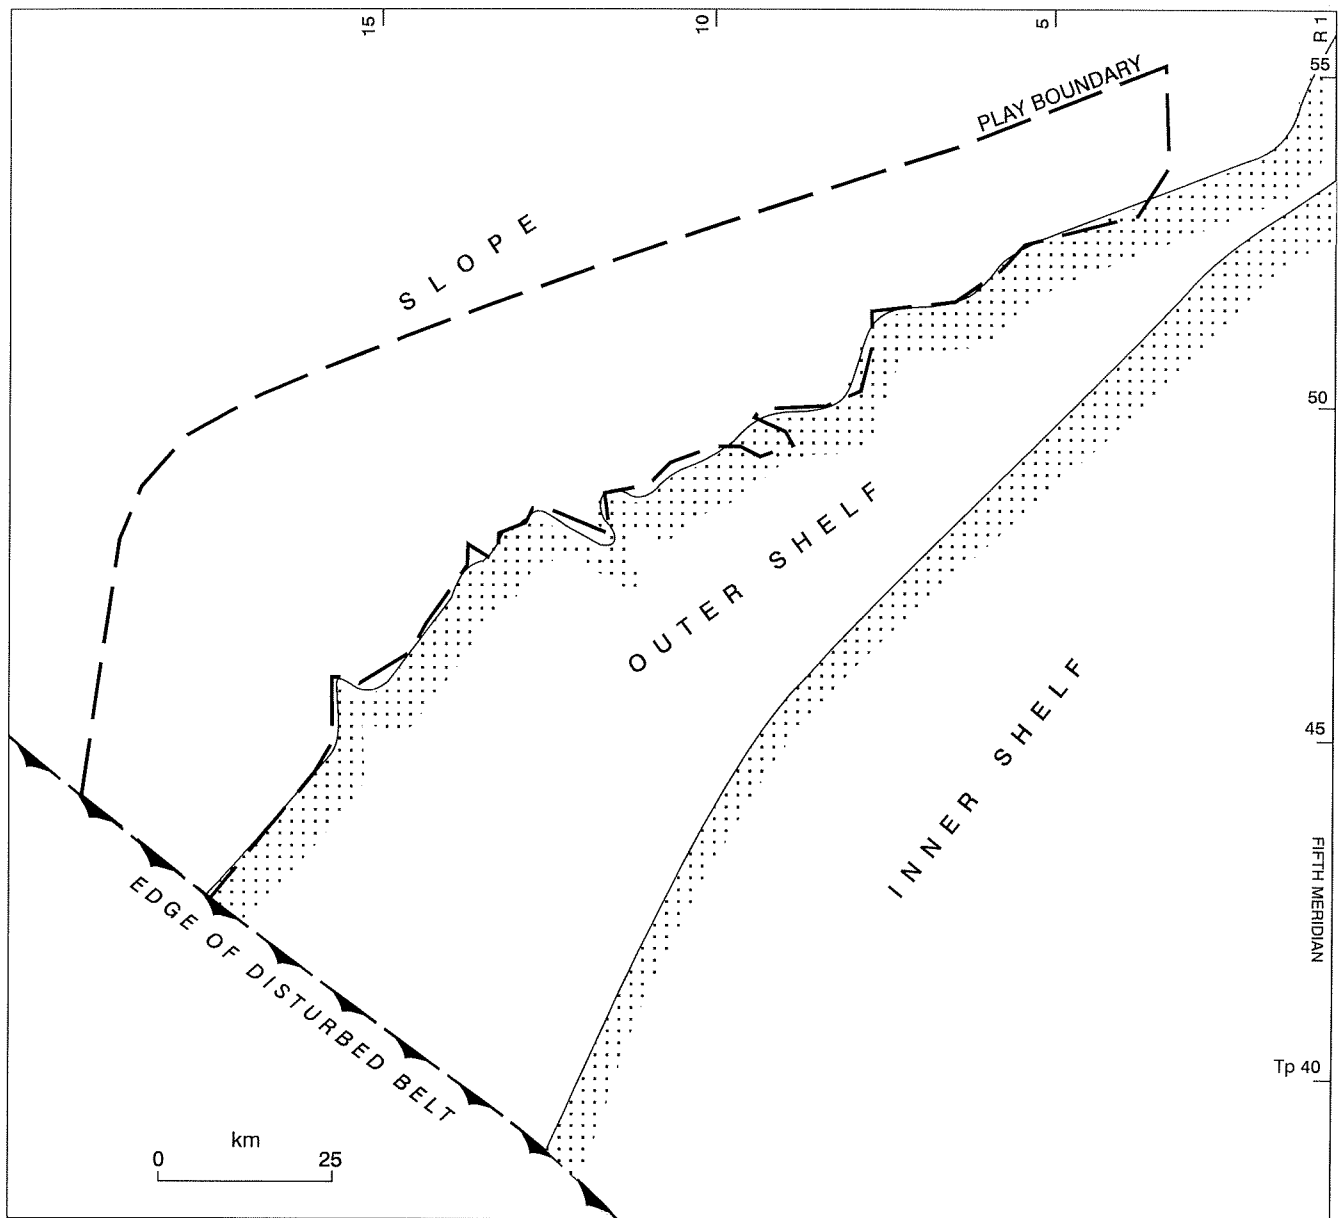 15
10
5
R 1
55
PLAY BOUNDARY
SLOPE
50
OUTER SHELF
45
INNER SHELF
FIFTH MERIDIAN
EDGE OF DISTURBED BELT
Tp 40
km
0 25